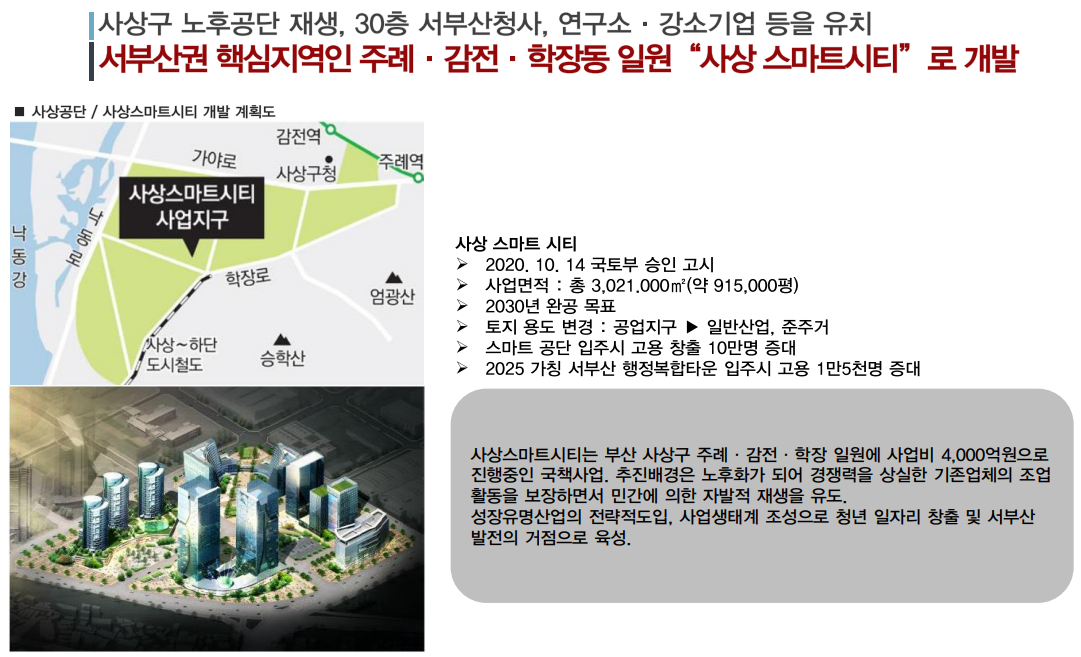 사상구 노후공단 재생, 30층 서부산청사, 연구소 · 강소기업 등을 유치
서부산권 핵심지역인 주례 · 감전 · 학장동 일원 “사상 스마트시티” 로 개발
■ 사상공단 / 사상스마트시티 개발 계획도
감전역
가야로
주례역
사상구청
사상스마트시티
사업지구
낙동로
낙동강
학장로
엄광산
사상~하단
도시철도
승학산
사상 스마트 시티
➢ 2020. 10. 14 국토부 승인 고시
➢ 사업면적 : 총 3,021.000㎡(약 915,000평)
➢ 2030년 완공 목표
➢ 토지 용도 변경 : 공업지구 ▶ 일반산업, 준주거
➢ 스마트 공단 입주시 고용 창출 10만명 증대
➢ 2025 가칭 서부산 행정복합타운 입주시 고용 1만5천명 증대
사상스마트시티는 부산 사상구 주례 · 감전 · 학장 일원에 사업비 4,000억원으로
진행중인 국책사업. 추진배경은 노후화가 되어 경쟁력을 상실한 기존업체의 조업
활동을 보장하면서 민간에 의한 자발적 재생을 유도.
성장유명산업의 전략적도입, 사업생태계 조성으로 청년 일자리 창출 및 서부산
발전의 거점으로 육성.